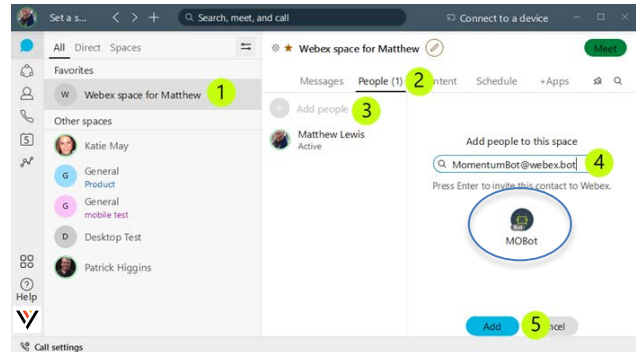 Set a s...
Search, meet, and call
Connect to a device
All Direct Spaces
Webex space for Matthew
Meet
Favorites
Messages People (1) 2 ntent Schedule +Apps
W Webex space for Matthew 1
Add people 3
Other spaces
Matthew Lewis
Active
Katie May
Add people to this space
G General
Product
MomentumBot@webex.bot 4
Press Enter to invite this contact to Webex.
G General
mobile test
Bot
MOBot
D Desktop Test
Patrick Higgins
5
Help
Add 5 ncel
Call settings